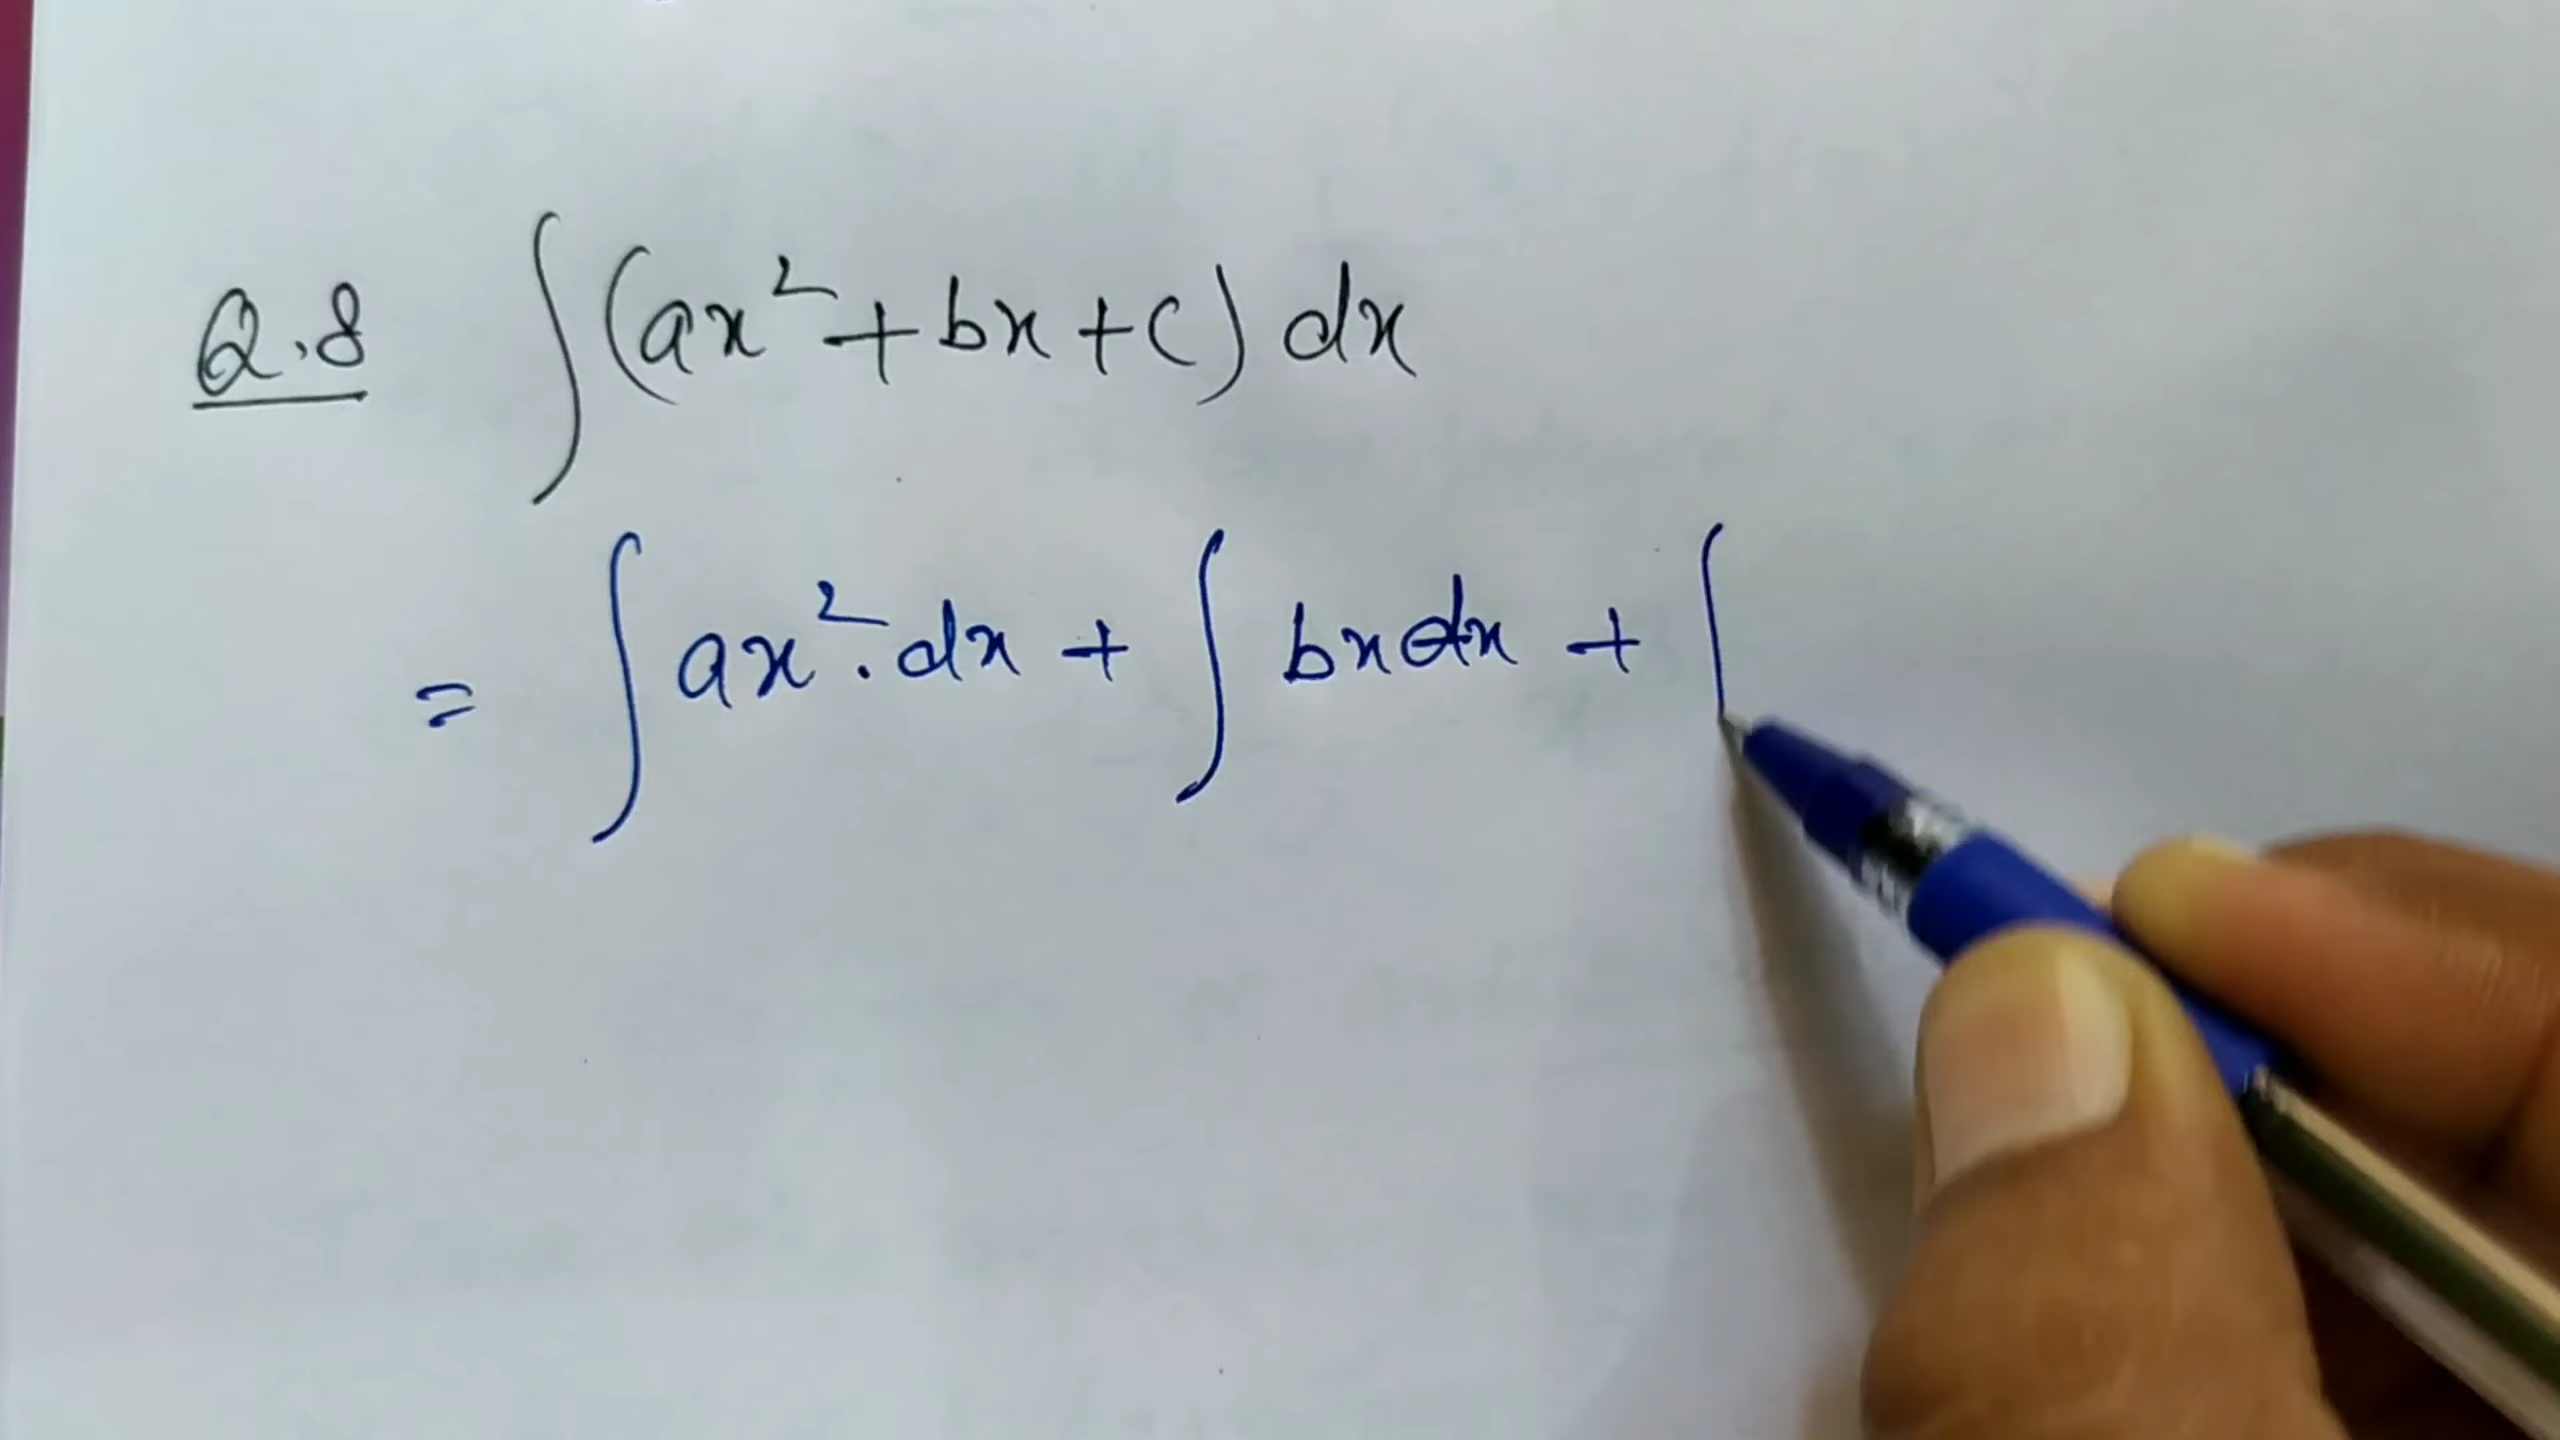 Q.8 ∫(ax²+bx+c) dx
= ∫ax².dx + ∫bxdx + ∫